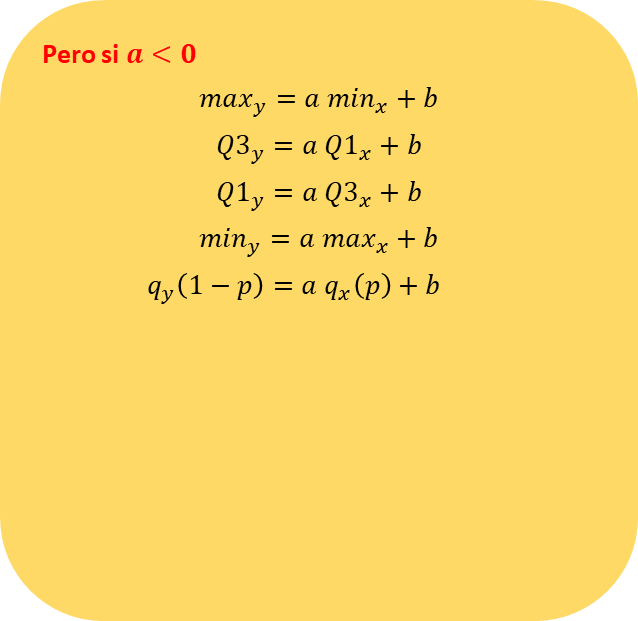 Pero si a < 0
max_y = a min_x + b
Q3_y = a Q1_x + b
Q1_y = a Q3_x + b
min_y = a max_x + b
q_y(1 − p) = a q_x(p) + b